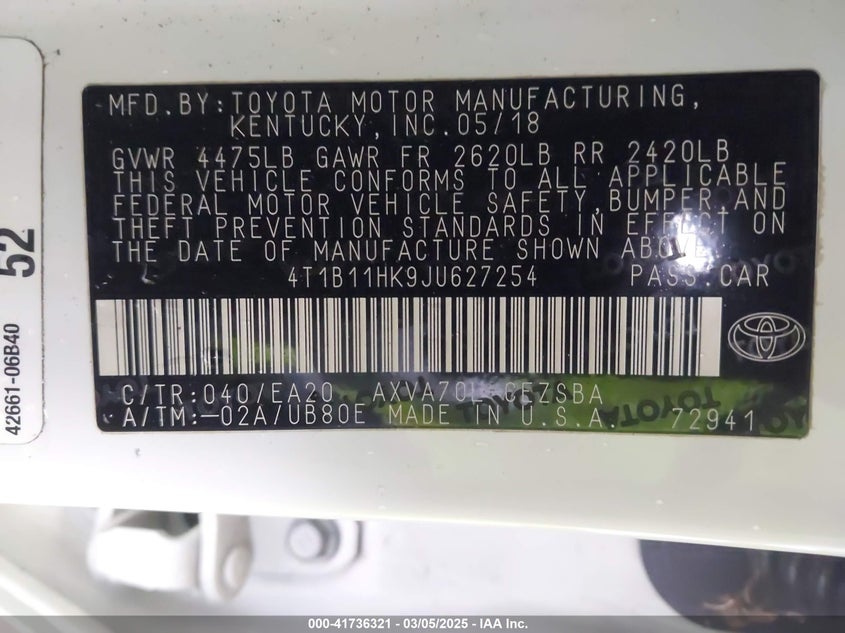 MFD.BY:TOYOTA MOTOR MANUFACTURING,
KENTUCKY,INC.05/18
GVWR 4475LB GAWR FR 2620LB RR 2420LB
THIS VEHICLE CONFORMS TO ALL APPLICABLE
FEDERAL MOTOR VEHICLE SAFETY,BUMPER AND
THEFT PREVENTION STANDARDS IN EFFECT ON
THE DATE OF MANUFACTURE SHOWN ABOVE.
4T1B11HK9JU627254 PASS.CAR
C/TR:040/EA20
A/TM:-02A/UB80E MADE IN U.S.A. 72941
TOYOTA
52
42661-06B40
000-41736321 - 03/05/2025 - IAA Inc.